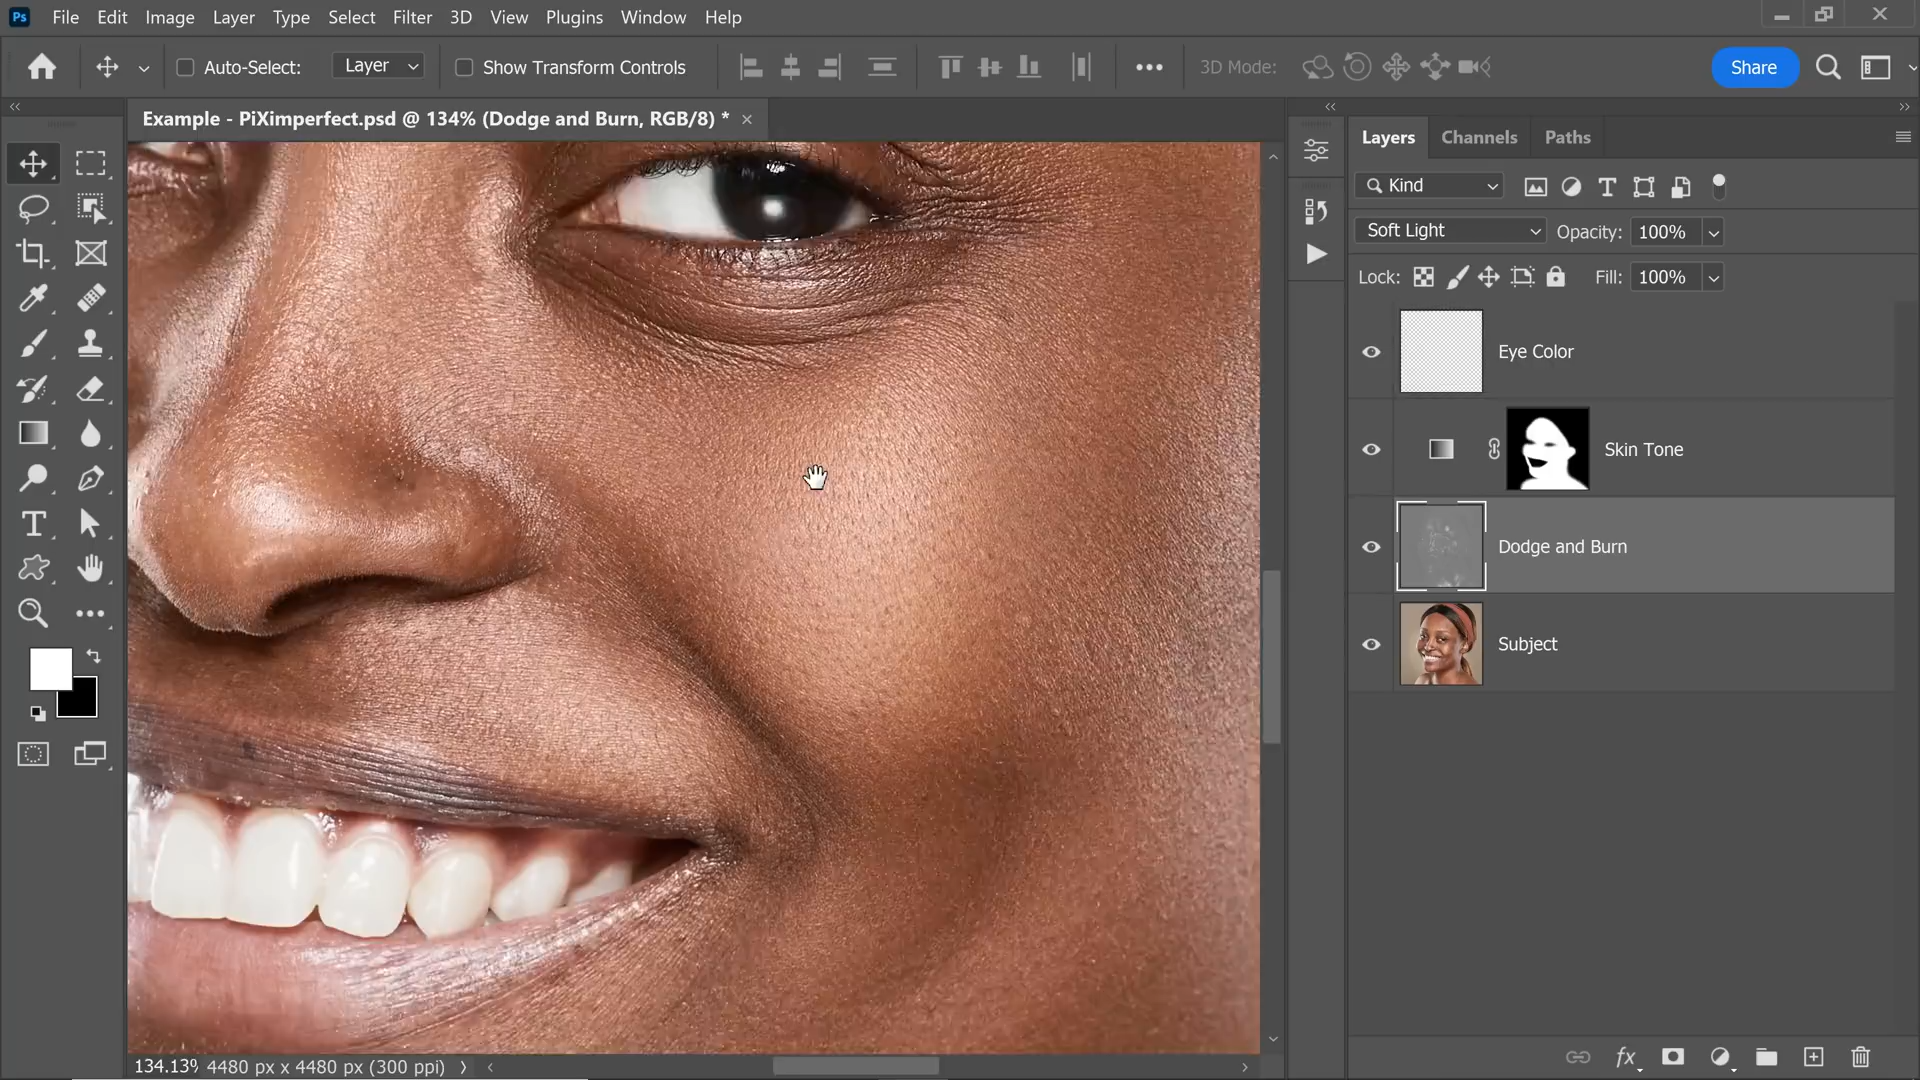 Ps File Edit Image Layer Type Select Filter 3D View Plugins Window Help
Auto-Select: Layer Show Transform Controls 3D Mode: Share
Example - PiXimperfect.psd @ 134% (Dodge and Burn, RGB/8) *
Layers Channels Paths
Kind
Soft Light Opacity: 100%
Lock: Fill: 100%
Eye Color
Skin Tone
Dodge and Burn
Subject
134.13% 4480 px x 4480 px (300 ppi)
fx